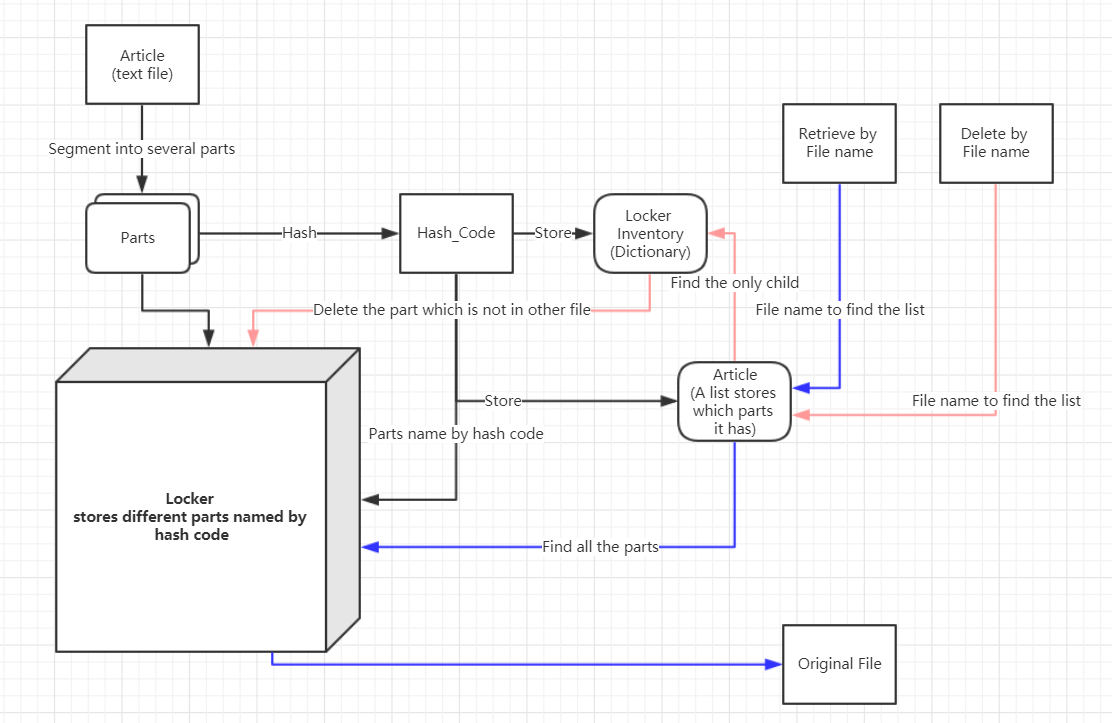 Article
(text file)
Segment into several parts
Retrieve by
File name
Delete by
File name
Parts
Hash
Hash_Code
Store
Locker
Inventory
(Dictionary)
Find the only child
Delete the part which is not in other file
File name to find the list
Article
(A list stores
which parts
it has)
Store
File name to find the list
Parts name by hash code
Locker
stores different parts named by
hash code
Find all the parts
Original File